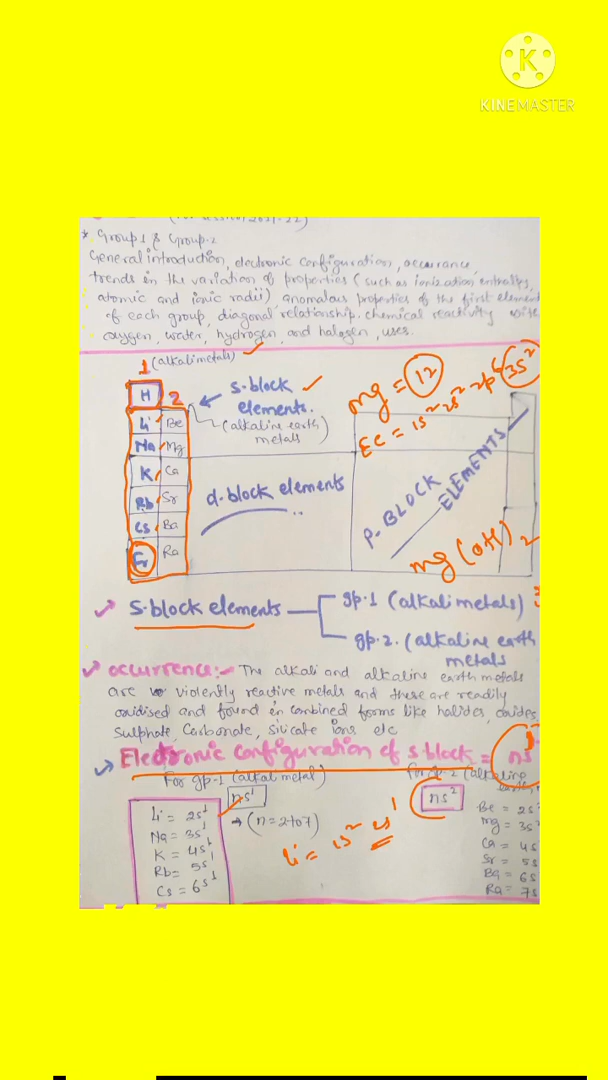 KINEMASTER
* Group 1 & Group-2
General introduction, electronic configuration, occurrance,
trends in the variation of properties (such as ionization enthalpy,
atomic and ionic radii) anomalous properties of the first element
of each group, diagonal relationship. chemical reactivity with
oxygen, water, hydrogen and halogen, uses.
1 (alkali metals)
H 2
s-block elements.
(alkaline earth metals)
mg = 12
Ec = 1s² 2s² 2p⁶ 3s²
Li Be
Na Mg
K Ca
Rb Sr
Cs Ba
Fr Ra
d-block elements
P-BLOCK ELEMENTS
mg(OH)₂
S-block elements
gp-1 (alkali metals)
gp-2. (alkaline earth metals
occurrence:- The alkali and alkaline earth metals
are violently reactive metals and these are readily
oxidised and found in combined forms like halides, oxides,
Sulphate, Carbonate, silicate ions etc
Electronic configuration of s block = ns
For gp-1 (alkali metal)
For gp-2 (alkaline earth
ns¹
→ (n=2to7)
ns²
Li = 2s¹
Na = 3s¹
K = 4s¹
Rb = 5s¹
Cs = 6s¹
Li = 1s² 2s¹
Be = 2s
mg = 3s
Ca = 4s
Sr = 5s
Ba = 6s
Ra = 7s